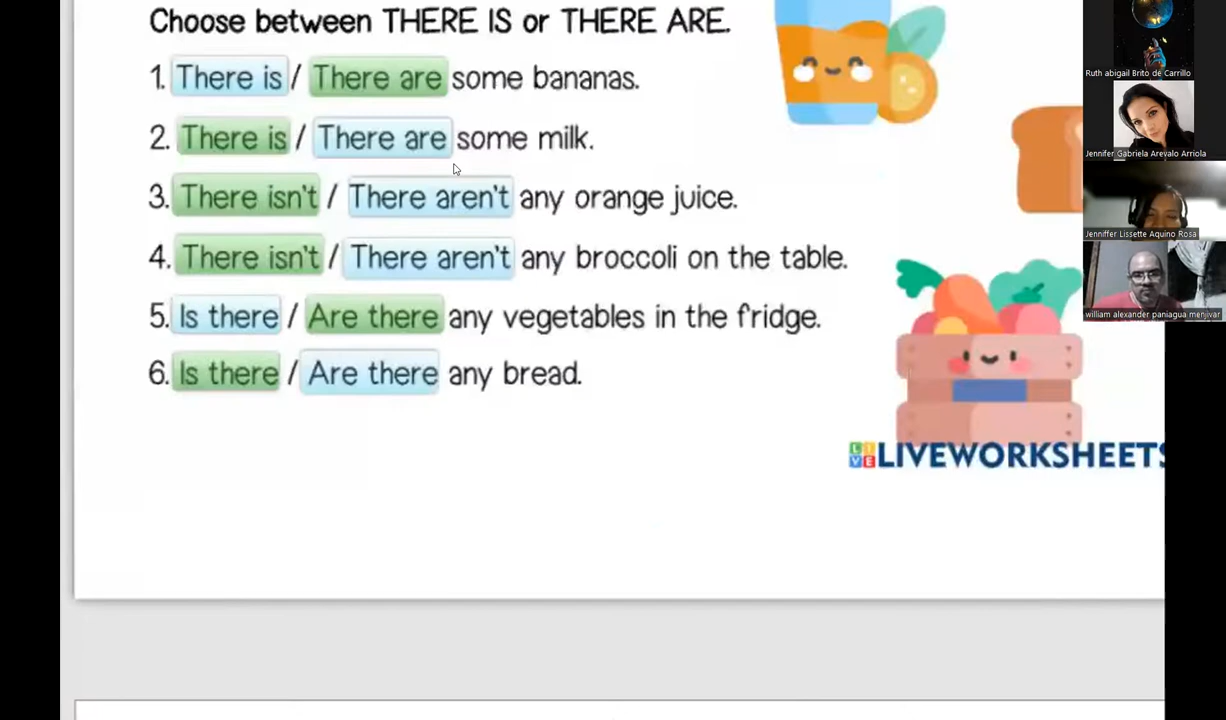 Choose between THERE IS or THERE ARE.
1. There is / There are some bananas.
2. There is / There are some milk.
3. There isn't / There aren't any orange juice.
4. There isn't / There aren't any broccoli on the table.
5. Is there / Are there any vegetables in the fridge.
6. Is there / Are there any bread.
LIVE LIVEWORKSHEETS
Ruth abigail Brito de Carrillo
Jennifer Gabriela Arevalo Arriola
Jenniffer Lissette Aquino Rosa
william alexander paniagua menjivar